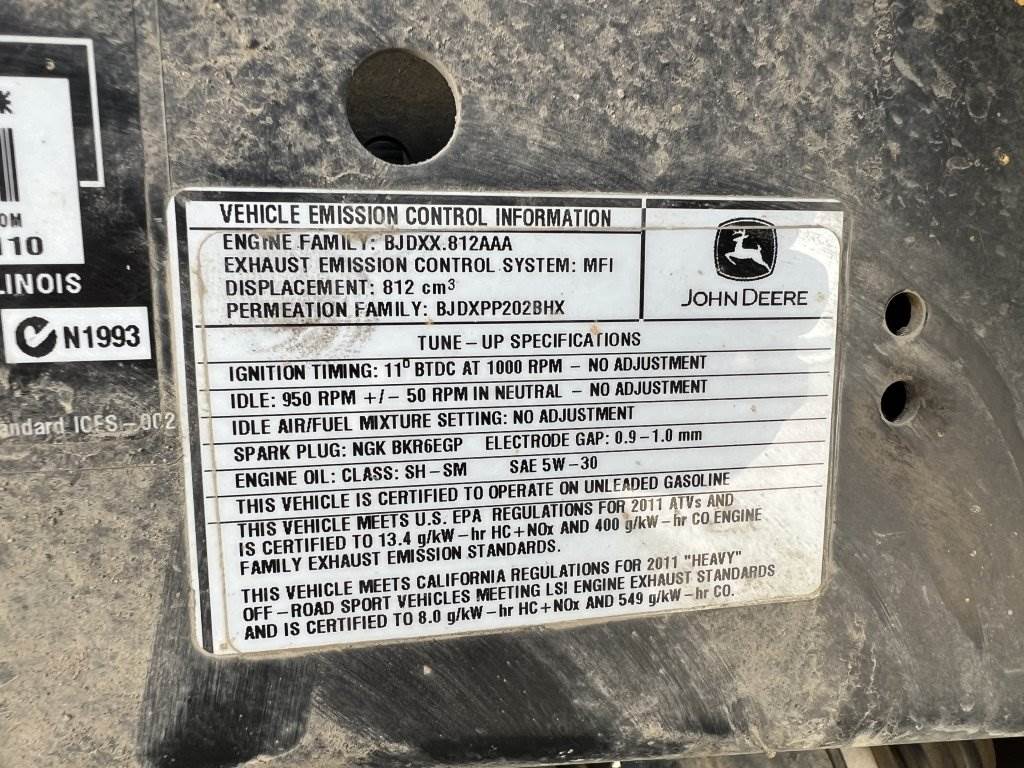 OM
110
LINOIS
N1993
andard ICES-002
VEHICLE EMISSION CONTROL INFORMATION
ENGINE FAMILY: BJDXX.812AAA
EXHAUST EMISSION CONTROL SYSTEM: MFI
DISPLACEMENT: 812 cm³
PERMEATION FAMILY: BJDXPP202BHX
JOHN DEERE
TUNE-UP SPECIFICATIONS
IGNITION TIMING: 11⁰ BTDC AT 1000 RPM - NO ADJUSTMENT
IDLE: 950 RPM +/- 50 RPM IN NEUTRAL - NO ADJUSTMENT
IDLE AIR/FUEL MIXTURE SETTING: NO ADJUSTMENT
SPARK PLUG: NGK BKR6EGP ELECTRODE GAP: 0.9-1.0 mm
ENGINE OIL: CLASS: SH-SM SAE 5W-30
THIS VEHICLE IS CERTIFIED TO OPERATE ON UNLEADED GASOLINE
THIS VEHICLE MEETS U.S. EPA REGULATIONS FOR 2011 ATVs AND
IS CERTIFIED TO 13.4 g/kW-hr HC+NOx AND 400 g/kW-hr CO ENGINE
FAMILY EXHAUST EMISSION STANDARDS.
THIS VEHICLE MEETS CALIFORNIA REGULATIONS FOR 2011 "HEAVY"
OFF-ROAD SPORT VEHICLES MEETING LSI ENGINE EXHAUST STANDARDS
AND IS CERTIFIED TO 8.0 g/kW-hr HC+NOx AND 549 g/kW-hr CO.